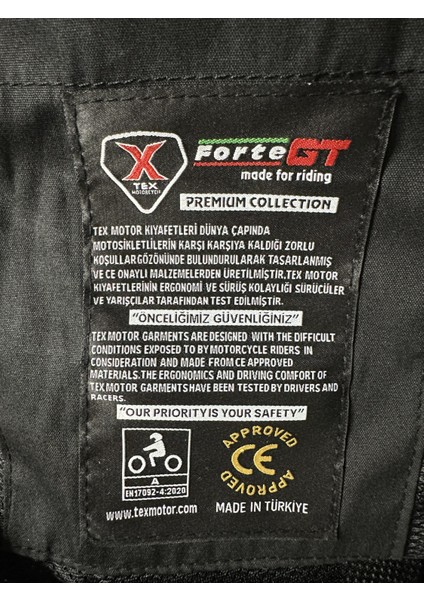 X
TEX
MOTORCYCLE
Forte GT
made for riding
PREMIUM COLLECTION
TEX MOTOR KIYAFETLERİ DÜNYA ÇAPINDA
MOTOSİKLETLİLERİN KARŞI KARŞIYA KALDIĞI ZORLU
KOŞULLAR GÖZÖNÜNDE BULUNDURULARAK TASARLANMIŞ
VE CE ONAYLI MALZEMELERDEN ÜRETİLMİŞTİR.TEX MOTOR
KIYAFETLERİNİN ERGONOMİ VE SÜRÜŞ KOLAYLIĞI SÜRÜCÜLER
VE YARIŞÇILAR TARAFINDAN TEST EDİLMİŞTİR.
"ÖNCELİĞİMİZ GÜVENLİĞİNİZ"
TEX MOTOR GARMENTS ARE DESIGNED WITH THE DIFFICULT
CONDITIONS EXPOSED TO BY MOTORCYCLE RIDERS IN
CONSIDERATION AND MADE FROM CE APPROVED
MATERIALS.THE ERGONOMICS AND DRIVING COMFORT OF
TEX MOTOR GARMENTS HAVE BEEN TESTED BY DRIVERS AND
RACERS.
"OUR PRIORITY IS YOUR SAFETY"
A
EN17092-4:2020
APPROVED
CE
APPROVED
www.texmotor.com
MADE IN TÜRKİYE